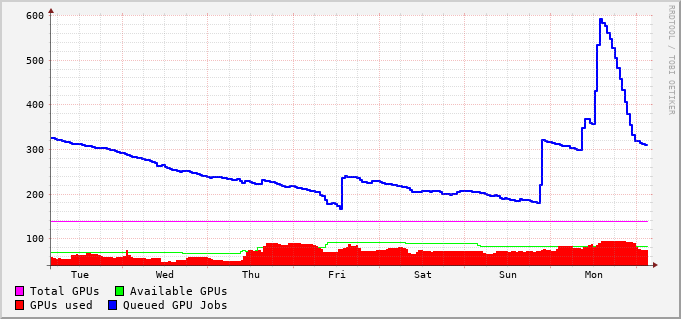 600
500
400
300
200
100
Tue Wed Thu Fri Sat Sun Mon
Total GPUs Available GPUs
GPUs used Queued GPU Jobs
RRDTOOL / TOBI OETIKER